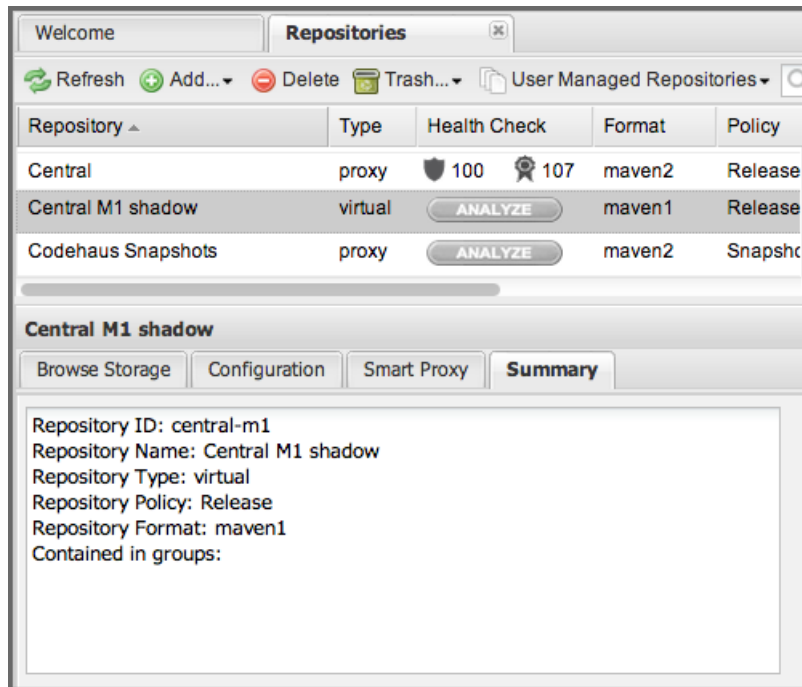 Welcome Repositories
Refresh Add... Delete Trash... User Managed Repositories
Repository Type Health Check Format Policy
Central proxy 100 107 maven2 Release
Central M1 shadow virtual ANALYZE maven1 Release
Codehaus Snapshots proxy ANALYZE maven2 Snapsho
Central M1 shadow
Browse Storage Configuration Smart Proxy Summary
Repository ID: central-m1
Repository Name: Central M1 shadow
Repository Type: virtual
Repository Policy: Release
Repository Format: maven1
Contained in groups: